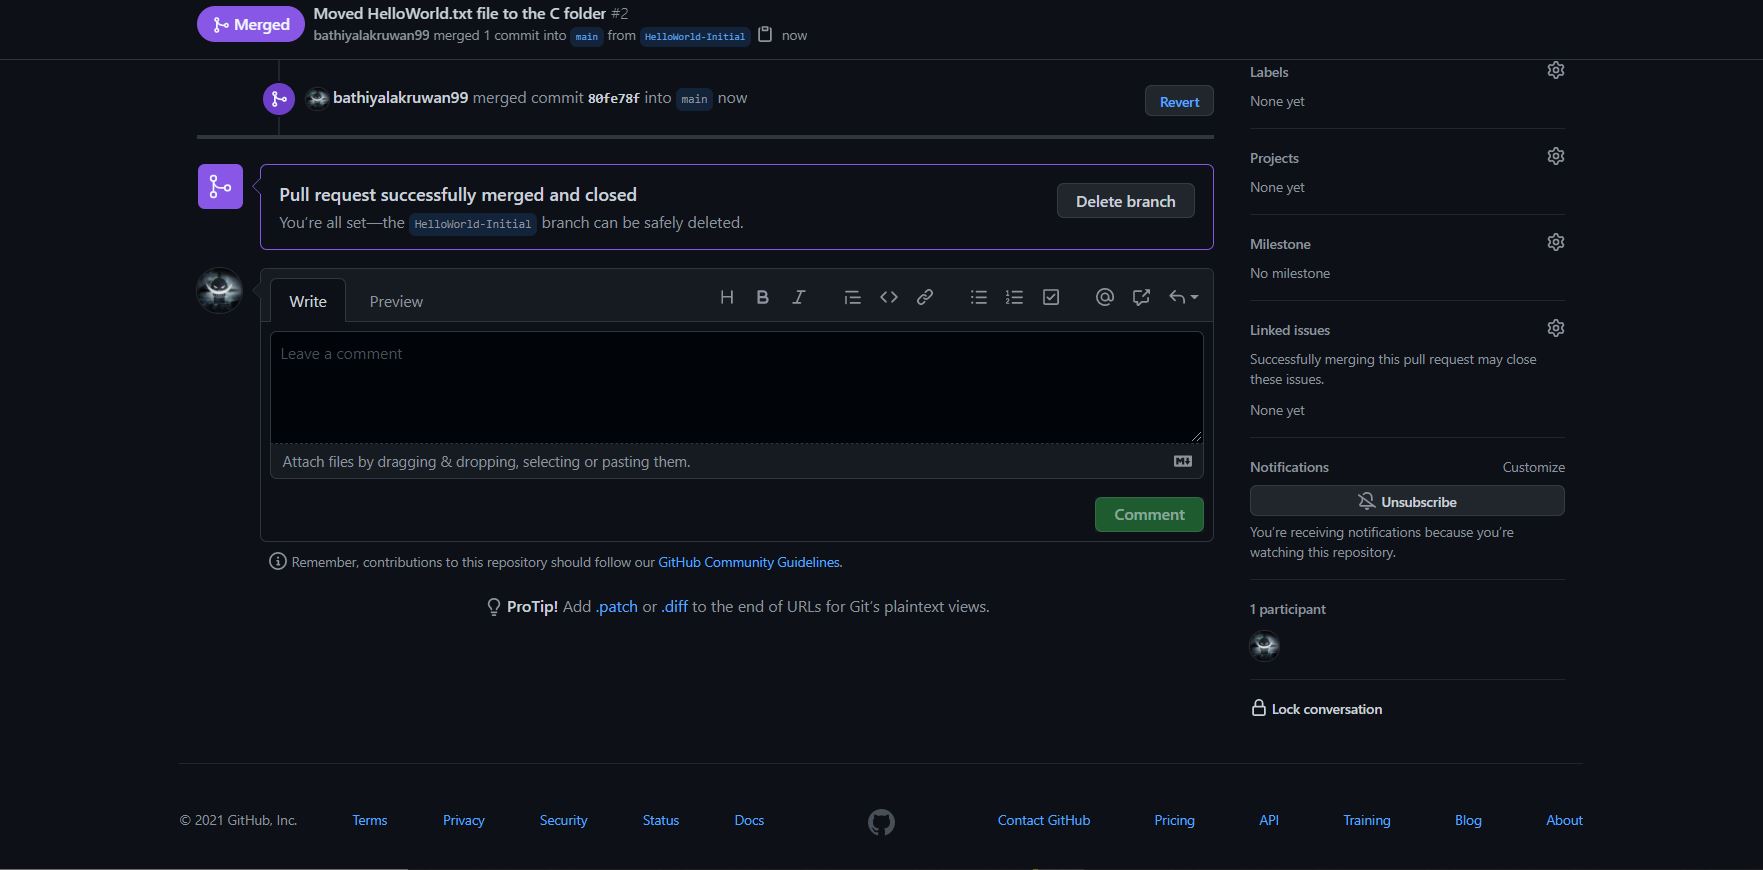 Merged
Moved HelloWorld.txt file to the C folder #2
bathiyalakruwan99 merged 1 commit into main from HelloWorld-Initial now
bathiyalakruwan99 merged commit 80fe78f into main now
Revert
Pull request successfully merged and closed
You're all set—the HelloWorld-Initial branch can be safely deleted.
Delete branch
Write Preview
Leave a comment
Attach files by dragging & dropping, selecting or pasting them.
Comment
Remember, contributions to this repository should follow our GitHub Community Guidelines.
ProTip! Add .patch or .diff to the end of URLs for Git's plaintext views.
Labels
None yet
Projects
None yet
Milestone
No milestone
Linked issues
Successfully merging this pull request may close
these issues.
None yet
Notifications Customize
Unsubscribe
You're receiving notifications because you're
watching this repository.
1 participant
Lock conversation
© 2021 GitHub, Inc. Terms Privacy Security Status Docs Contact GitHub Pricing API Training Blog About